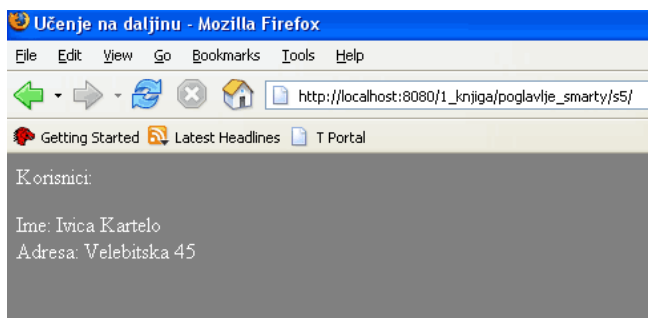 Učenje na daljinu - Mozilla Firefox
File Edit View Go Bookmarks Tools Help
http://localhost:8080/1_knjiga/poglavlje_smarty/s5/
Getting Started Latest Headlines T Portal
Korisnici:
Ime: Ivica Kartelo
Adresa: Velebitska 45